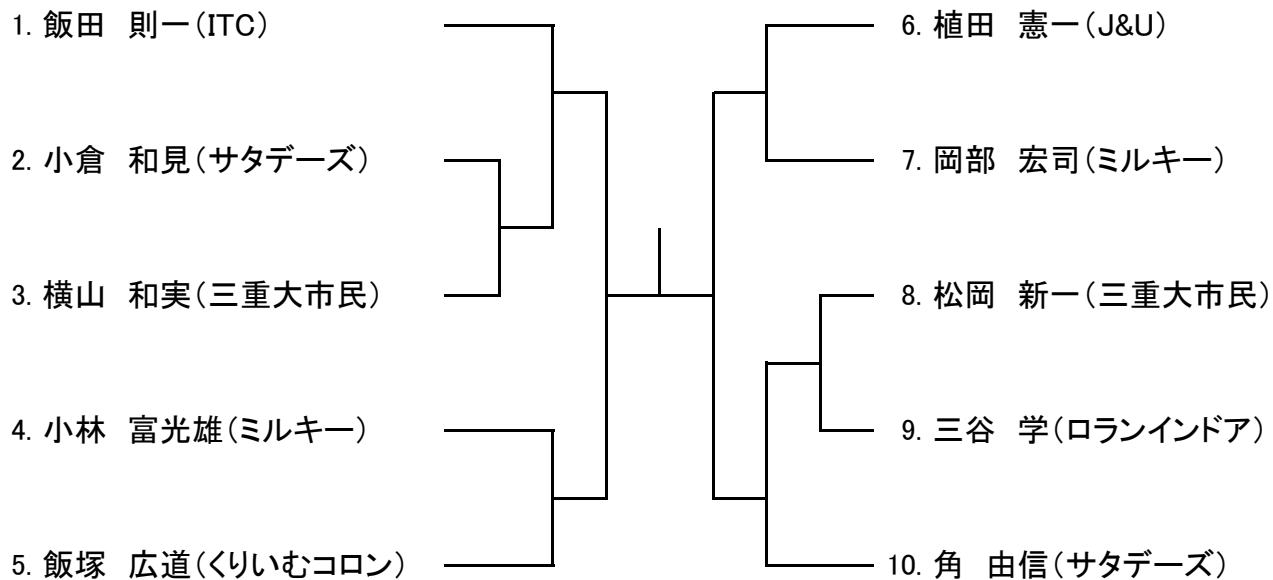 1. 飯田　則一(ITC)
2. 小倉　和見(サタデーズ)
3. 横山　和実(三重大市民)
4. 小林　富光雄(ミルキー)
5. 飯塚　広道(くりいむコロン)
6. 植田　憲一(J&U)
7. 岡部　宏司(ミルキー)
8. 松岡　新一(三重大市民)
9. 三谷　学(ロランインドア)
10. 角　由信(サタデーズ)